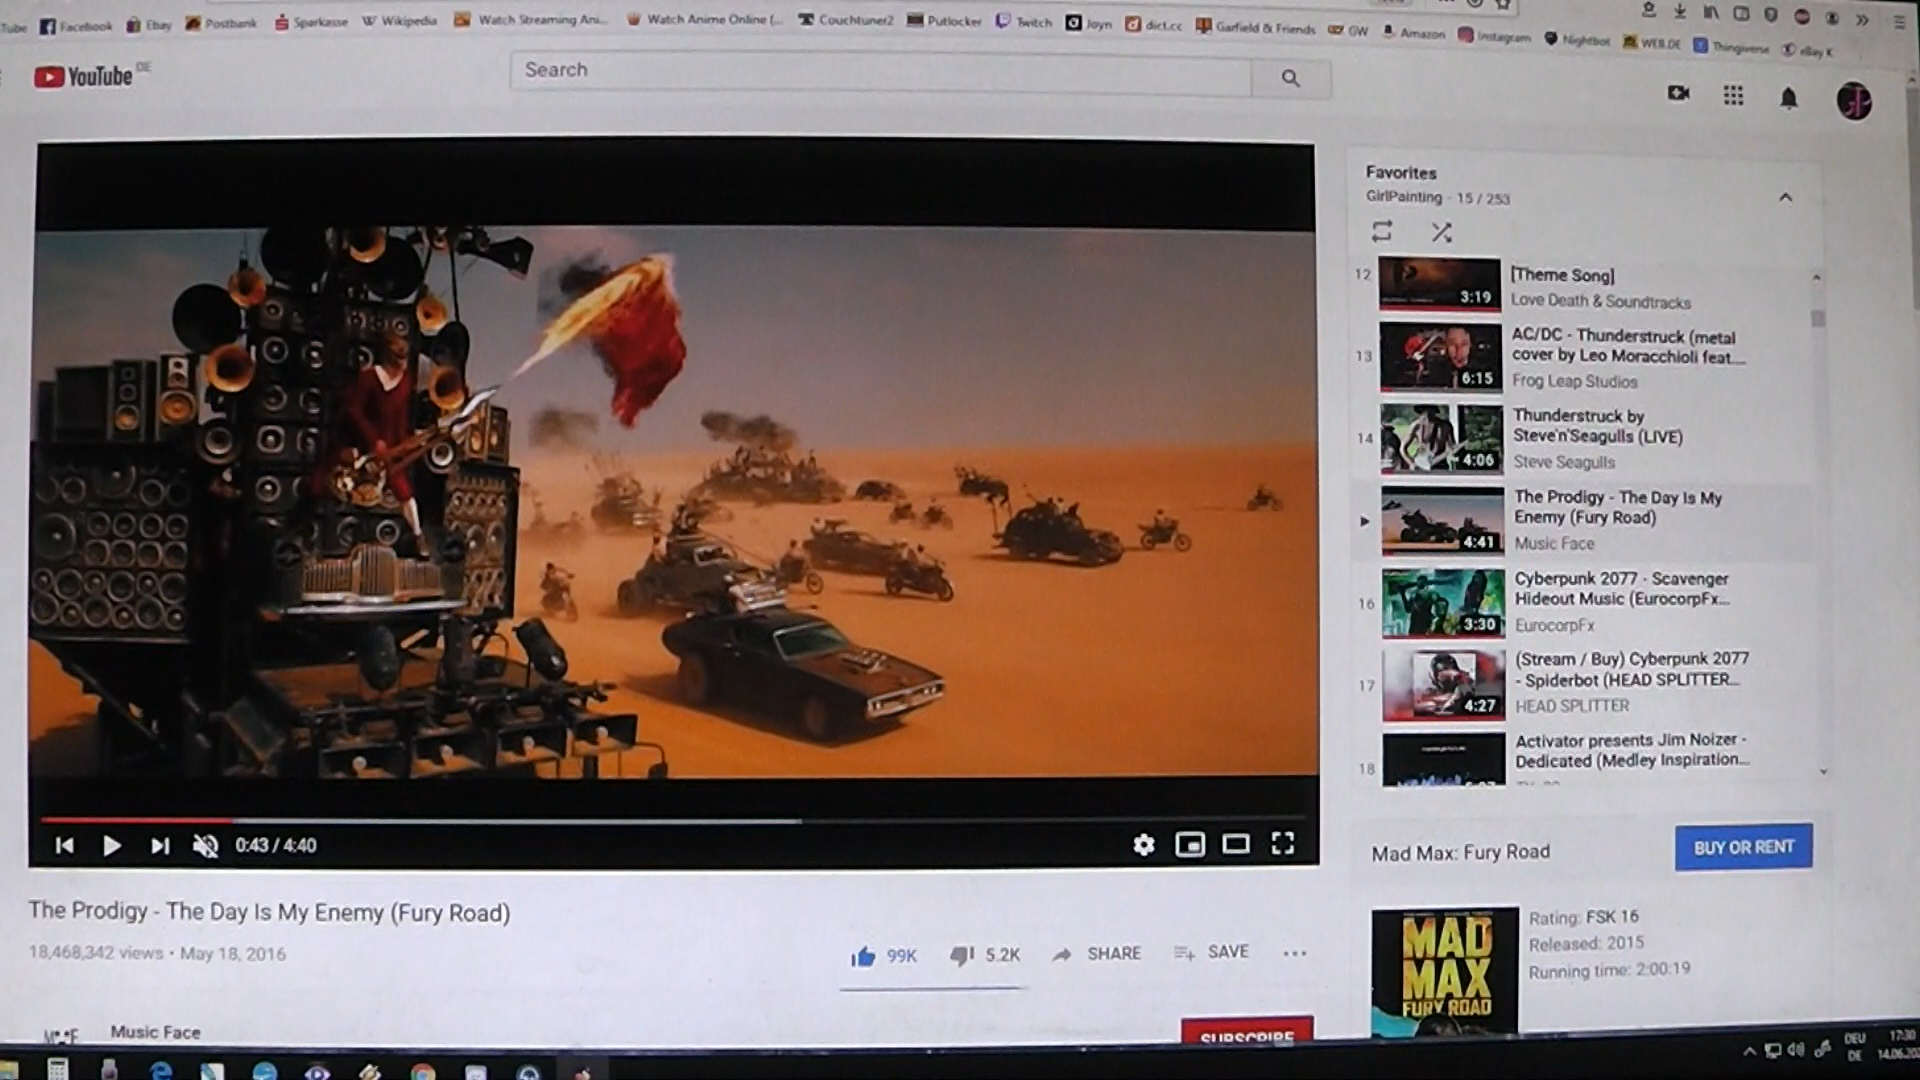 Tube Facebook Ebay Postbank Sparkasse Wikipedia Watch Streaming Ani... Watch Anime Online (... Couchtuner2 Putlocker Twitch Joyn dict.cc Garfield & Friends GW Amazon Instagram Nightbot WEB.DE Thingiverse eBay K
YouTube DE
Search
Favorites
GirlPainting - 15 / 253
12
3:19
[Theme Song]
Love Death & Soundtracks
13
6:15
AC/DC - Thunderstruck (metal
cover by Leo Moracchioli feat....
Frog Leap Studios
14
4:06
Thunderstruck by
Steve'n'Seagulls (LIVE)
Steve Seagulls
4:41
The Prodigy - The Day Is My
Enemy (Fury Road)
Music Face
16
3:30
Cyberpunk 2077 - Scavenger
Hideout Music (EurocorpFx...
EurocorpFx
17
4:27
(Stream / Buy) Cyberpunk 2077
- Spiderbot (HEAD SPLITTER...
HEAD SPLITTER
18
Activator presents Jim Noizer -
Dedicated (Medley Inspiration...
0:43 / 4:40
The Prodigy - The Day Is My Enemy (Fury Road)
18,468,342 views • May 18, 2016
99K 5.2K SHARE SAVE
Music Face
SUBSCRIBE
Mad Max: Fury Road
BUY OR RENT
MAD
MAX
FURY ROAD
Rating: FSK 16
Released: 2015
Running time: 2:00:19
DEU
DE
17:30